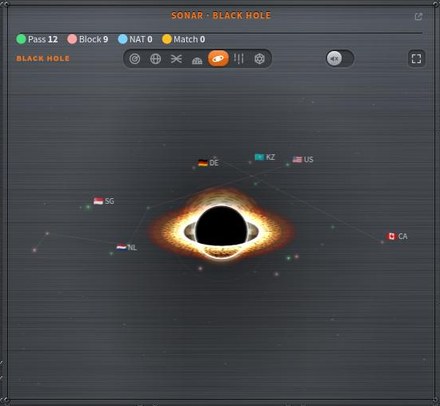 SONAR · BLACK HOLE
Pass 12 Block 9 NAT 0 Match 0
BLACK HOLE
DE
KZ
US
SG
NL
CA